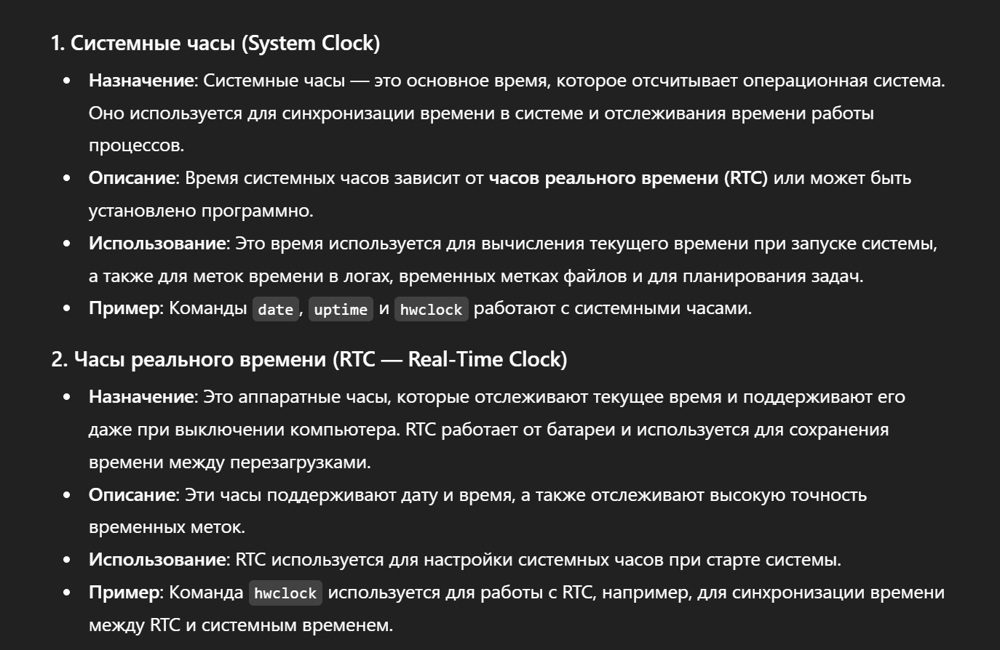 1. Системные часы (System Clock)
• Назначение: Системные часы — это основное время, которое отсчитывает операционная система.
Оно используется для синхронизации времени в системе и отслеживания времени работы
процессов.
• Описание: Время системных часов зависит от часов реального времени (RTC) или может быть
установлено программно.
• Использование: Это время используется для вычисления текущего времени при запуске системы,
а также для меток времени в логах, временных метках файлов и для планирования задач.
• Пример: Команды date, uptime и hwclock работают с системными часами.
2. Часы реального времени (RTC — Real-Time Clock)
• Назначение: Это аппаратные часы, которые отслеживают текущее время и поддерживают его
даже при выключении компьютера. RTC работает от батареи и используется для сохранения
времени между перезагрузками.
• Описание: Эти часы поддерживают дату и время, а также отслеживают высокую точность
временных меток.
• Использование: RTC используется для настройки системных часов при старте системы.
• Пример: Команда hwclock используется для работы с RTC, например, для синхронизации времени
между RTC и системным временем.